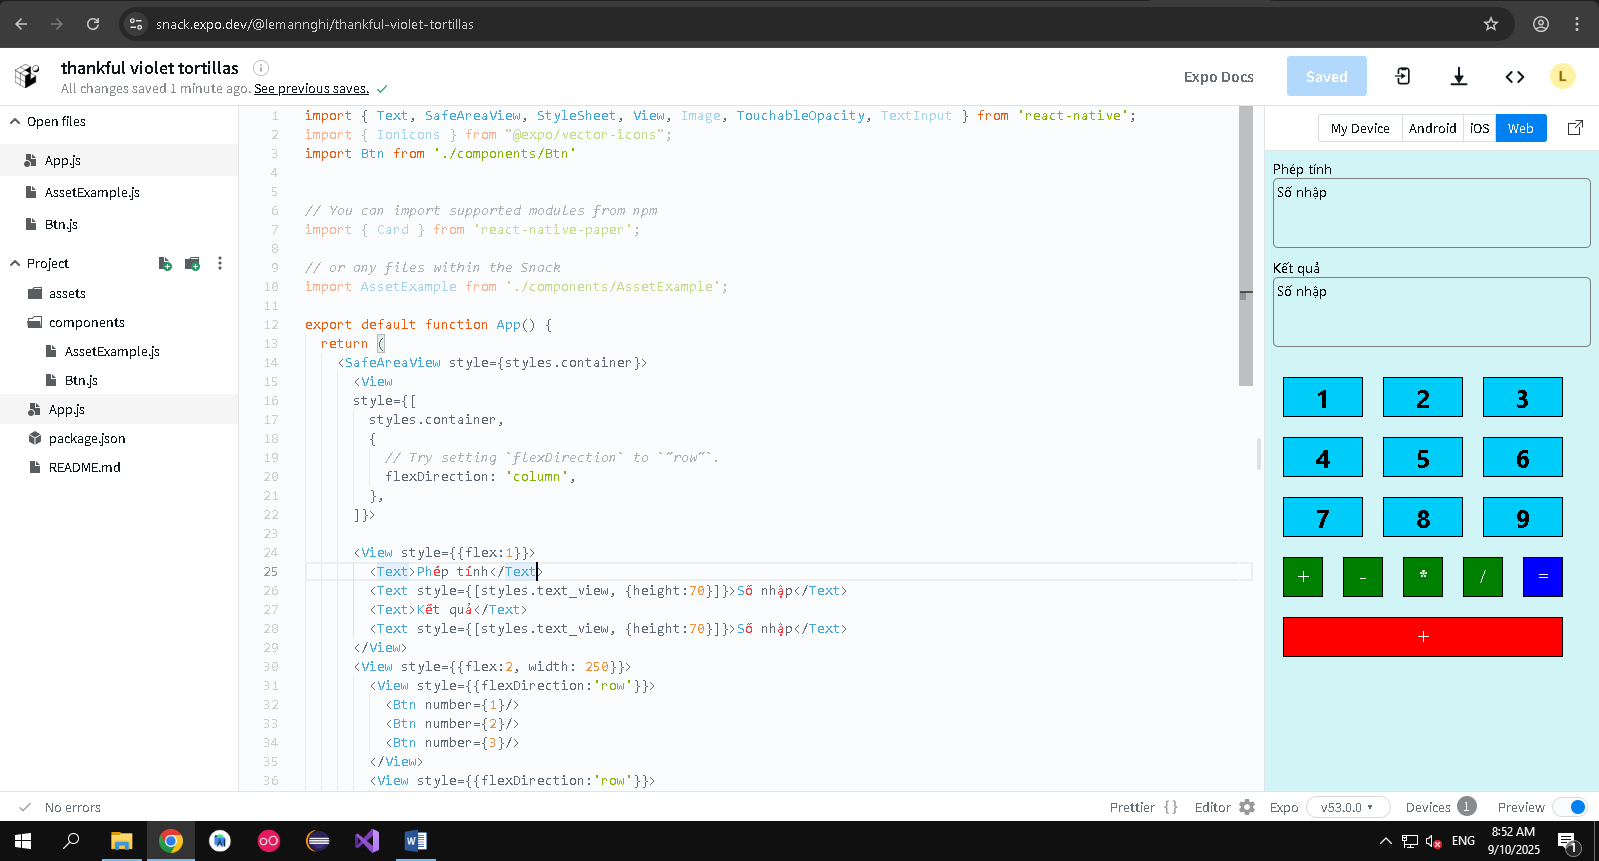 snack.expo.dev/@lemannghi/thankful-violet-tortillas
thankful violet tortillas
All changes saved 1 minute ago. See previous saves.
Expo Docs
Saved
L
Open files
App.js
AssetExample.js
Btn.js
Project
assets
components
AssetExample.js
Btn.js
App.js
package.json
README.md
1 import { Text, SafeAreaView, StyleSheet, View, Image, TouchableOpacity, TextInput } from 'react-native';
2 import { Ionicons } from "@expo/vector-icons";
3 import Btn from './components/Btn'
4
5
6 // You can import supported modules from npm
7 import { Card } from 'react-native-paper';
8
9 // or any files within the Snack
10 import AssetExample from './components/AssetExample';
11
12 export default function App() {
13 return (
14 <SafeAreaView style={styles.container}>
15 <View
16 style={[
17 styles.container,
18 {
19 // Try setting `flexDirection` to `"row"`.
20 flexDirection: 'column',
21 },
22 ]}>
23
24 <View style={{flex:1}}>
25 <Text>Phép tính</Text>
26 <Text style={[styles.text_view, {height:70}]}>Số nhập</Text>
27 <Text>Kết quả</Text>
28 <Text style={[styles.text_view, {height:70}]}>Số nhập</Text>
29 </View>
30 <View style={{flex:2, width: 250}}>
31 <View style={{flexDirection:'row'}}>
32 <Btn number={1}/>
33 <Btn number={2}/>
34 <Btn number={3}/>
35 </View>
36 <View style={{flexDirection:'row'}}>
My Device Android iOS Web
Phép tính
Số nhập
Kết quả
Số nhập
1 2 3
4 5 6
7 8 9
+ - * / =
+
No errors
Prettier {} Editor Expo v53.0.0 Devices 1 Preview
ENG
8:52 AM
9/10/2025
1